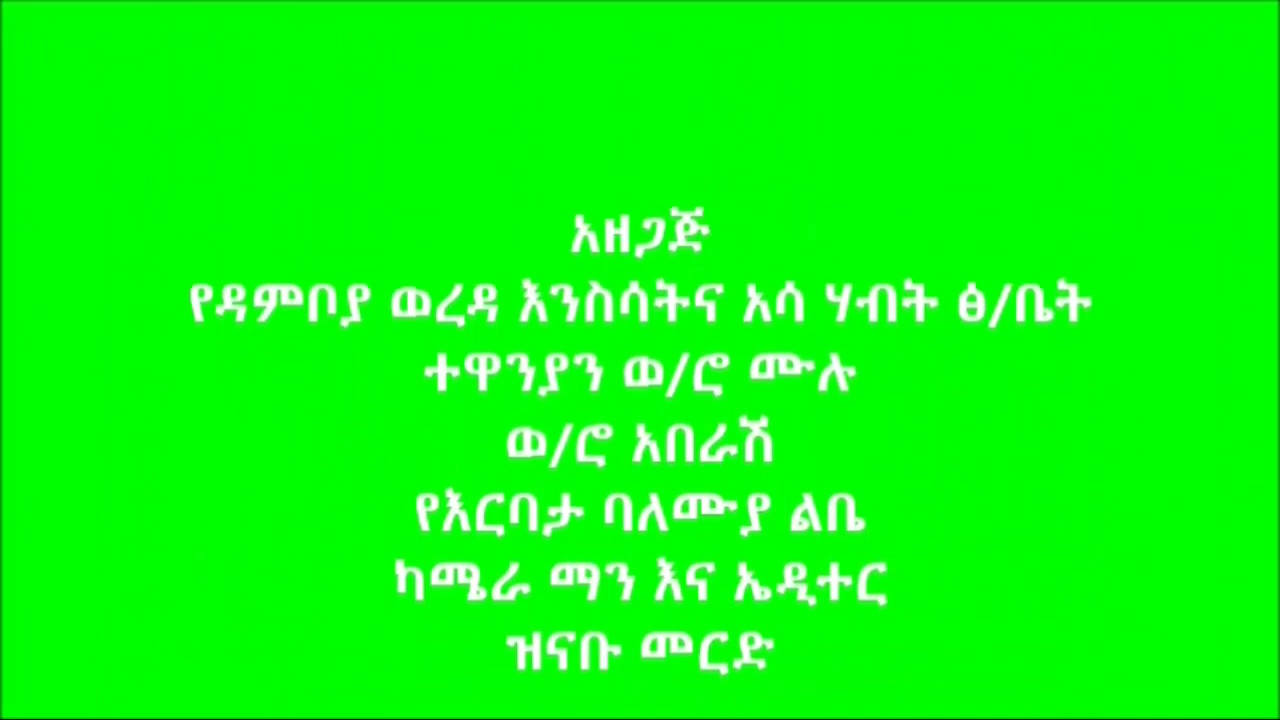 አዘጋጅ
የዳምቦያ ወረዳ እንስሳትና አሳ ሃብት ፅ/ቤት
ተዋንያን ወ/ሮ ሙሉ
ወ/ሮ አበራሽ
የእርባታ ባለሙያ ልቤ
ካሜራ ማን እና ኤዲተር
ዝናቡ መርድ